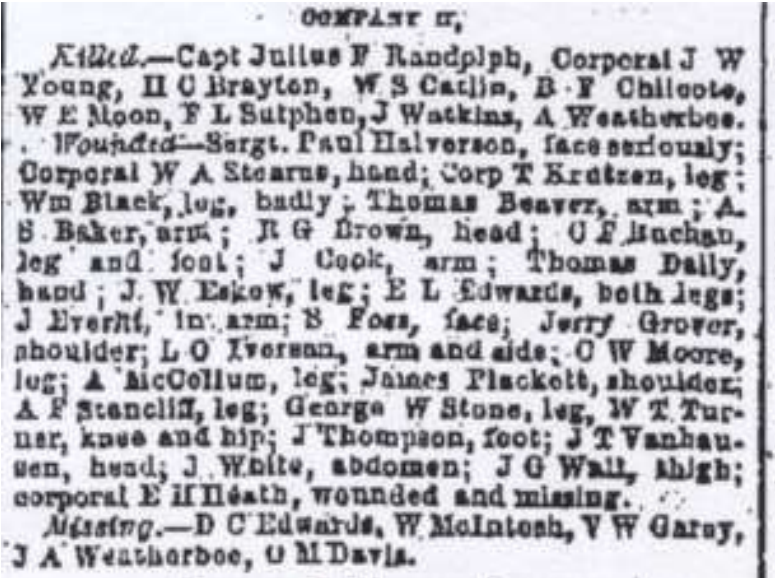 COMPANY H,
Killed.—Capt Julius F Randolph, Corporal J W
Young, H C Brayton, W S Catlin, B F Chilcote,
W E Moon, F L Sutphen, J Watkins, A Weatherbee.
Wounded—Sergt. Paul Halverson, face seriously;
Corporal W A Stearns, hand; Corp T Kratzen, leg;
Wm Black, leg, badly; Thomas Beaver, arm; A.
S Baker, arm; R G Brown, head; C F Buchan,
leg and foot; J Cook, arm; Thomas Daily,
hand; J. W. Eskew, leg; E L Edwards, both legs;
J Everht, in arm; S Foss, face; Jerry Grover,
shoulder; L O Iverson, arm and side; C W Moore,
leg; A McCollum, leg; James Plackett, shoulder;
A F Stancliff, leg; George W Stone, leg, W T Tur-
ner, knee and hip; J Thompson, foot; J T Vanhau-
sen, head; J. White, abdomen; J G Wall, thigh;
corporal E H Heath, wounded and missing.
Missing.—D C Edwards, W McIntosh, V W Garoy,
J A Weatherbee, O M Davis.